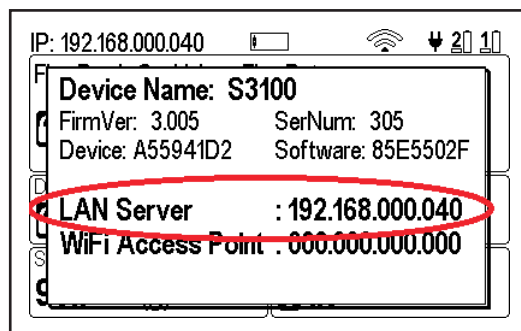 IP: 192.168.000.040 2 1
Device Name: S3100
FirmVer: 3.005 SerNum: 305
Device: A55941D2 Software: 85E5502F
LAN Server : 192.168.000.040
WiFi Access Point : 000.000.000.000